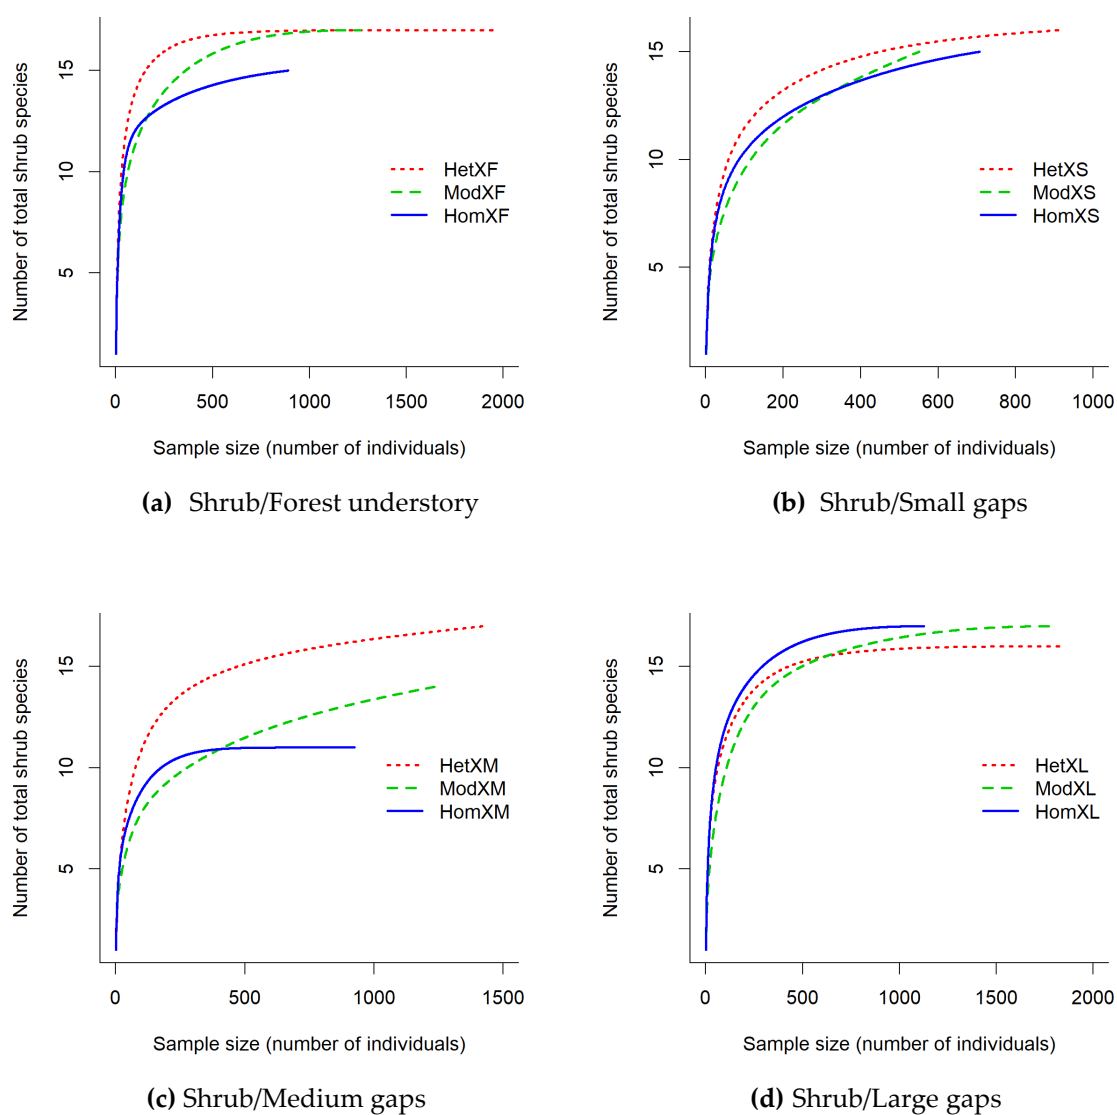 Number of total shrub species
15
10
5
HetXF
ModXF
HomXF
0 500 1000 1500 2000
Sample size (number of individuals)
(a) Shrub/Forest understory
Number of total shrub species
15
10
5
HetXS
ModXS
HomXS
0 200 400 600 800 1000
Sample size (number of individuals)
(b) Shrub/Small gaps
Number of total shrub species
15
10
5
HetXM
ModXM
HomXM
0 500 1000 1500
Sample size (number of individuals)
(c) Shrub/Medium gaps
Number of total shrub species
15
10
5
HetXL
ModXL
HomXL
0 500 1000 1500 2000
Sample size (number of individuals)
(d) Shrub/Large gaps